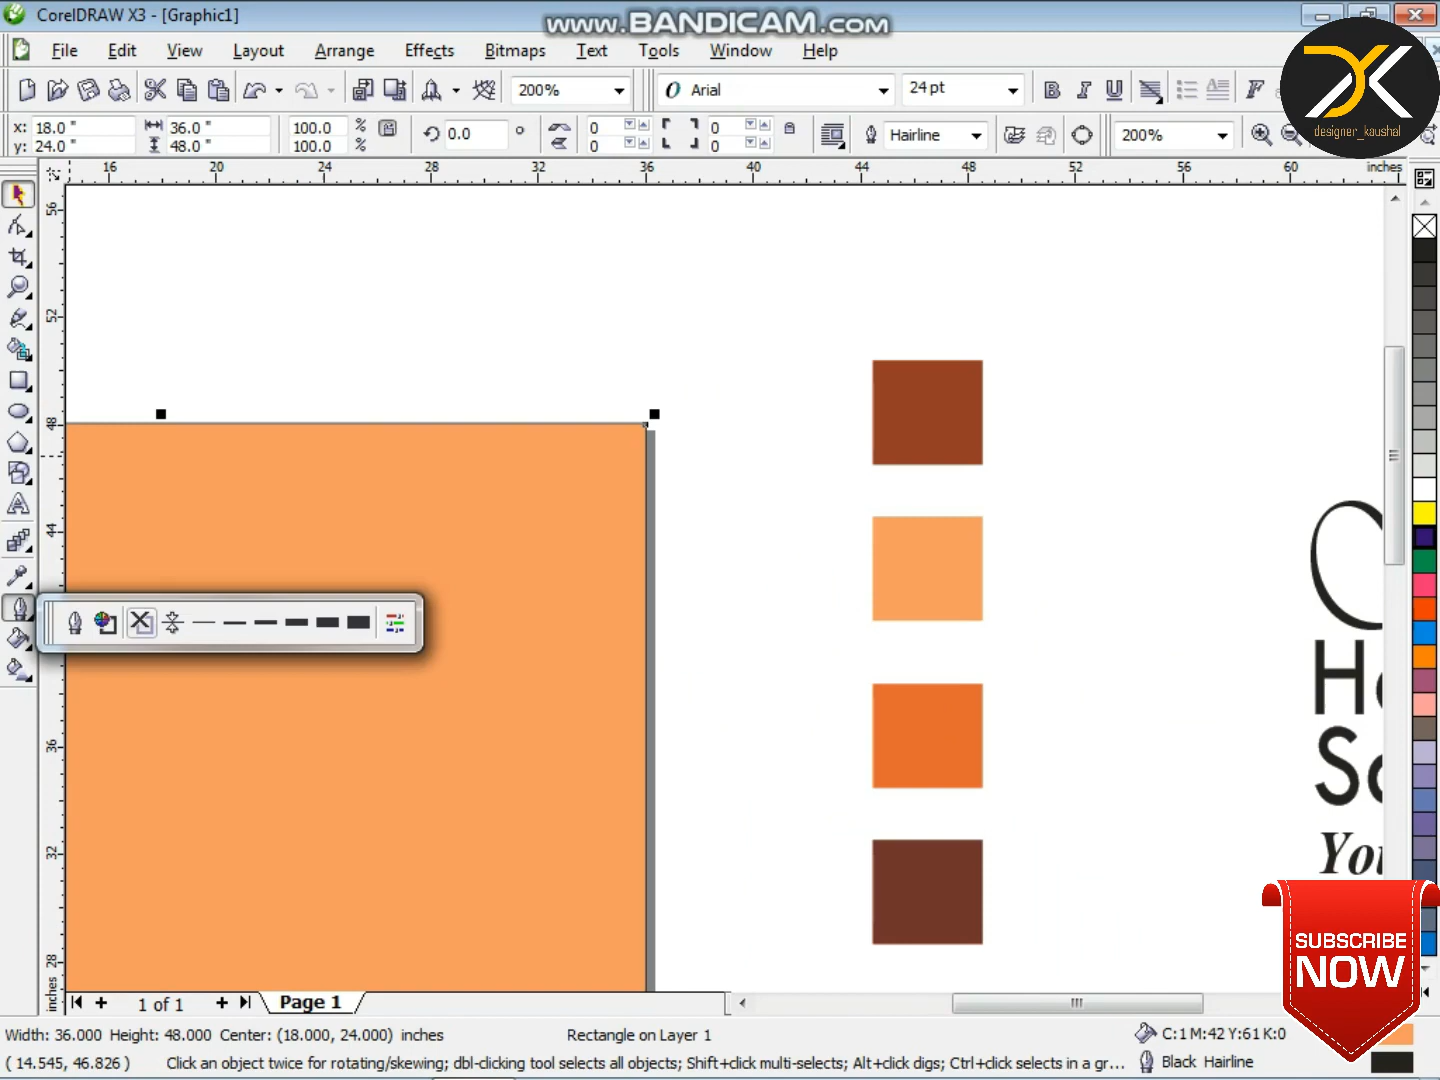 CorelDRAW X3 - [Graphic1]
www.BANDICAM.com
File Edit View Layout Arrange Effects Bitmaps Text Tools Window Help
200% O Arial 24 pt B I U F
x: 18.0 " 36.0 " 100.0 % 0.0 ° 0 0 Hairline 200%
y: 24.0 " 48.0 " 100.0 % 0 0
designer_kaushal
16 20 24 28 32 36 40 44 48 52 56 60 inches
56
52
48
44
36
32
28
inches
H
S
You
SUBSCRIBE
NOW
1 of 1 Page 1
Width: 36.000 Height: 48.000 Center: (18.000, 24.000) inches Rectangle on Layer 1 C:1 M:42 Y:61 K:0
( 14.545, 46.826 ) Click an object twice for rotating/skewing; dbl-clicking tool selects all objects; Shift+click multi-selects; Alt+click digs; Ctrl+click selects in a gr... Black Hairline